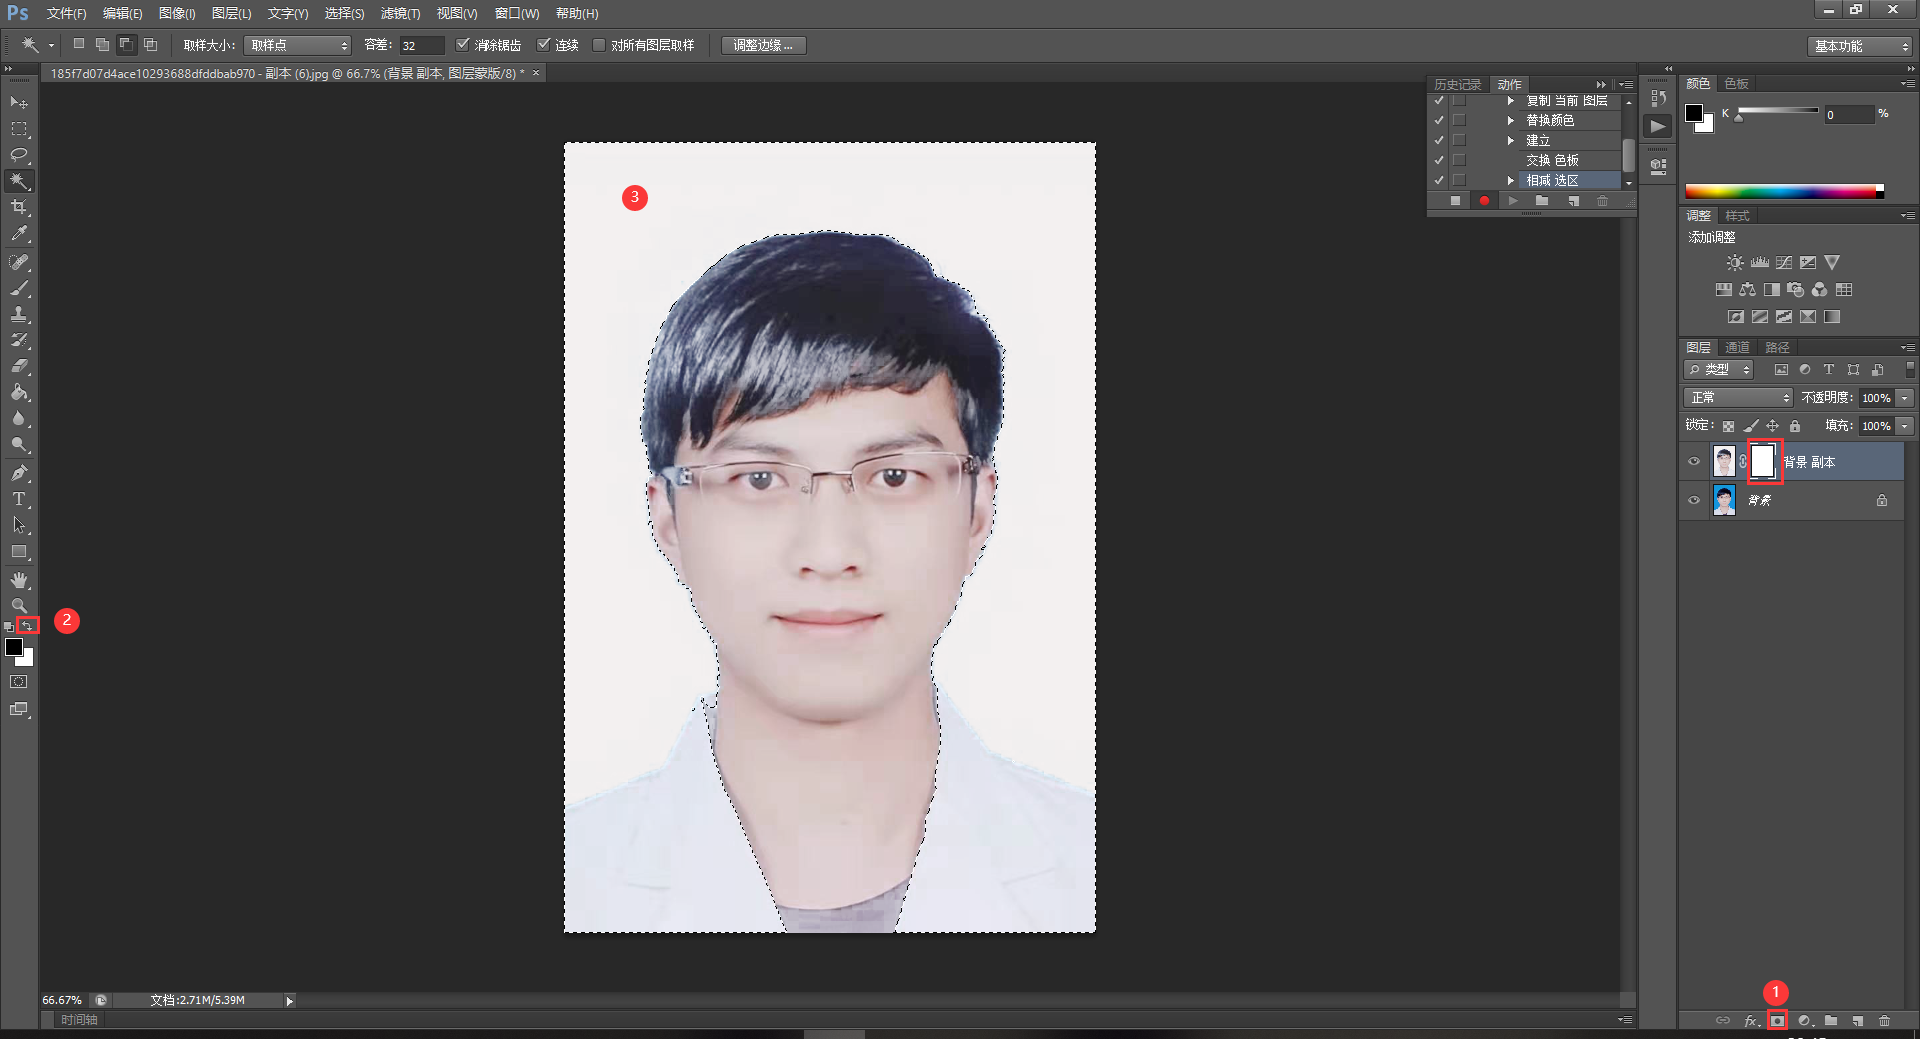 Ps 文件(F) 编辑(E) 图像(I) 图层(L) 文字(Y) 选择(S) 滤镜(T) 视图(V) 窗口(W) 帮助(H)
取样大小: 取样点 容差: 32 消除锯齿 连续 对所有图层取样 调整边缘... 基本功能
185f7d07d4ace10293688dfddbab970 - 副本 (6).jpg @ 66.7% (背景 副本, 图层蒙版/8) * ×
历史记录 动作
复制 当前 图层
替换颜色
建立
交换 色板
相减 选区
颜色 色板
K 0 %
调整 样式
添加调整
图层 通道 路径
类型
正常 不透明度: 100%
锁定: 填充: 100%
背景 副本
背景
3
2
1
T
66.67% 文档:2.71M/5.39M
时间轴
fx